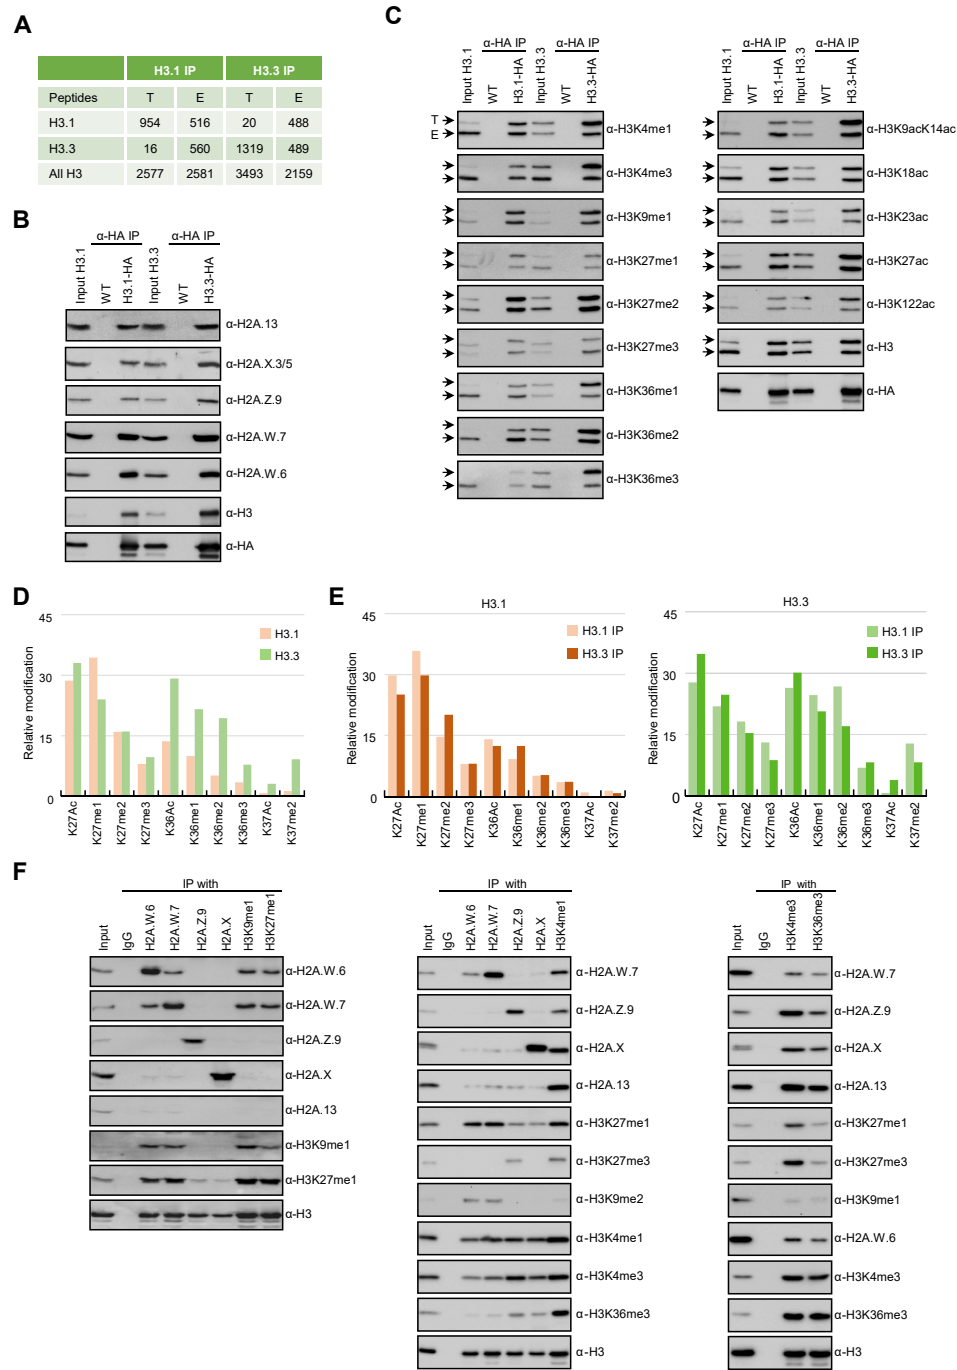 A
H3.1 IP H3.3 IP
Peptides T E T E
H3.1 954 516 20 488
H3.3 16 560 1319 489
All H3 2577 2581 3493 2159
B
α-HA IP α-HA IP
Input H3.1 WT H3.1-HA Input H3.3 WT H3.3-HA
α-H2A.13
α-H2A.X.3/5
α-H2A.Z.9
α-H2A.W.7
α-H2A.W.6
α-H3
α-HA
C
α-HA IP α-HA IP
Input H3.1 WT H3.1-HA Input H3.3 WT H3.3-HA
T
E
α-H3K4me1
α-H3K4me3
α-H3K9me1
α-H3K27me1
α-H3K27me2
α-H3K27me3
α-H3K36me1
α-H3K36me2
α-H3K36me3
α-HA IP α-HA IP
Input H3.1 WT H3.1-HA Input H3.3 WT H3.3-HA
α-H3K9acK14ac
α-H3K18ac
α-H3K23ac
α-H3K27ac
α-H3K122ac
α-H3
α-HA
D
Relative modification
45
30
15
0
H3.1
H3.3
K27Ac K27me1 K27me2 K27me3 K36Ac K36me1 K36me2 K36me3 K37Ac K37me2
E
H3.1
Relative modification
45
30
15
0
H3.1 IP
H3.3 IP
K27Ac K27me1 K27me2 K27me3 K36Ac K36me1 K36me2 K36me3 K37Ac K37me2
H3.3
Relative modification
45
30
15
0
H3.1 IP
H3.3 IP
K27Ac K27me1 K27me2 K27me3 K36Ac K36me1 K36me2 K36me3 K37Ac K37me2
F
IP with
Input IgG H2A.W.6 H2A.W.7 H2A.Z.9 H2A.X H3K9me1 H3K27me1
α-H2A.W.6
α-H2A.W.7
α-H2A.Z.9
α-H2A.X
α-H2A.13
α-H3K9me1
α-H3K27me1
α-H3
IP with
Input IgG H2A.W.6 H2A.W.7 H2A.Z.9 H2A.X H3K4me1
α-H2A.W.7
α-H2A.Z.9
α-H2A.X
α-H2A.13
α-H3K27me1
α-H3K27me3
α-H3K9me2
α-H3K4me1
α-H3K4me3
α-H3K36me3
α-H3
IP with
Input IgG H3K4me3 H3K36me3
α-H2A.W.7
α-H2A.Z.9
α-H2A.X
α-H2A.13
α-H3K27me1
α-H3K27me3
α-H3K9me1
α-H2A.W.6
α-H3K4me3
α-H3K36me3
α-H3